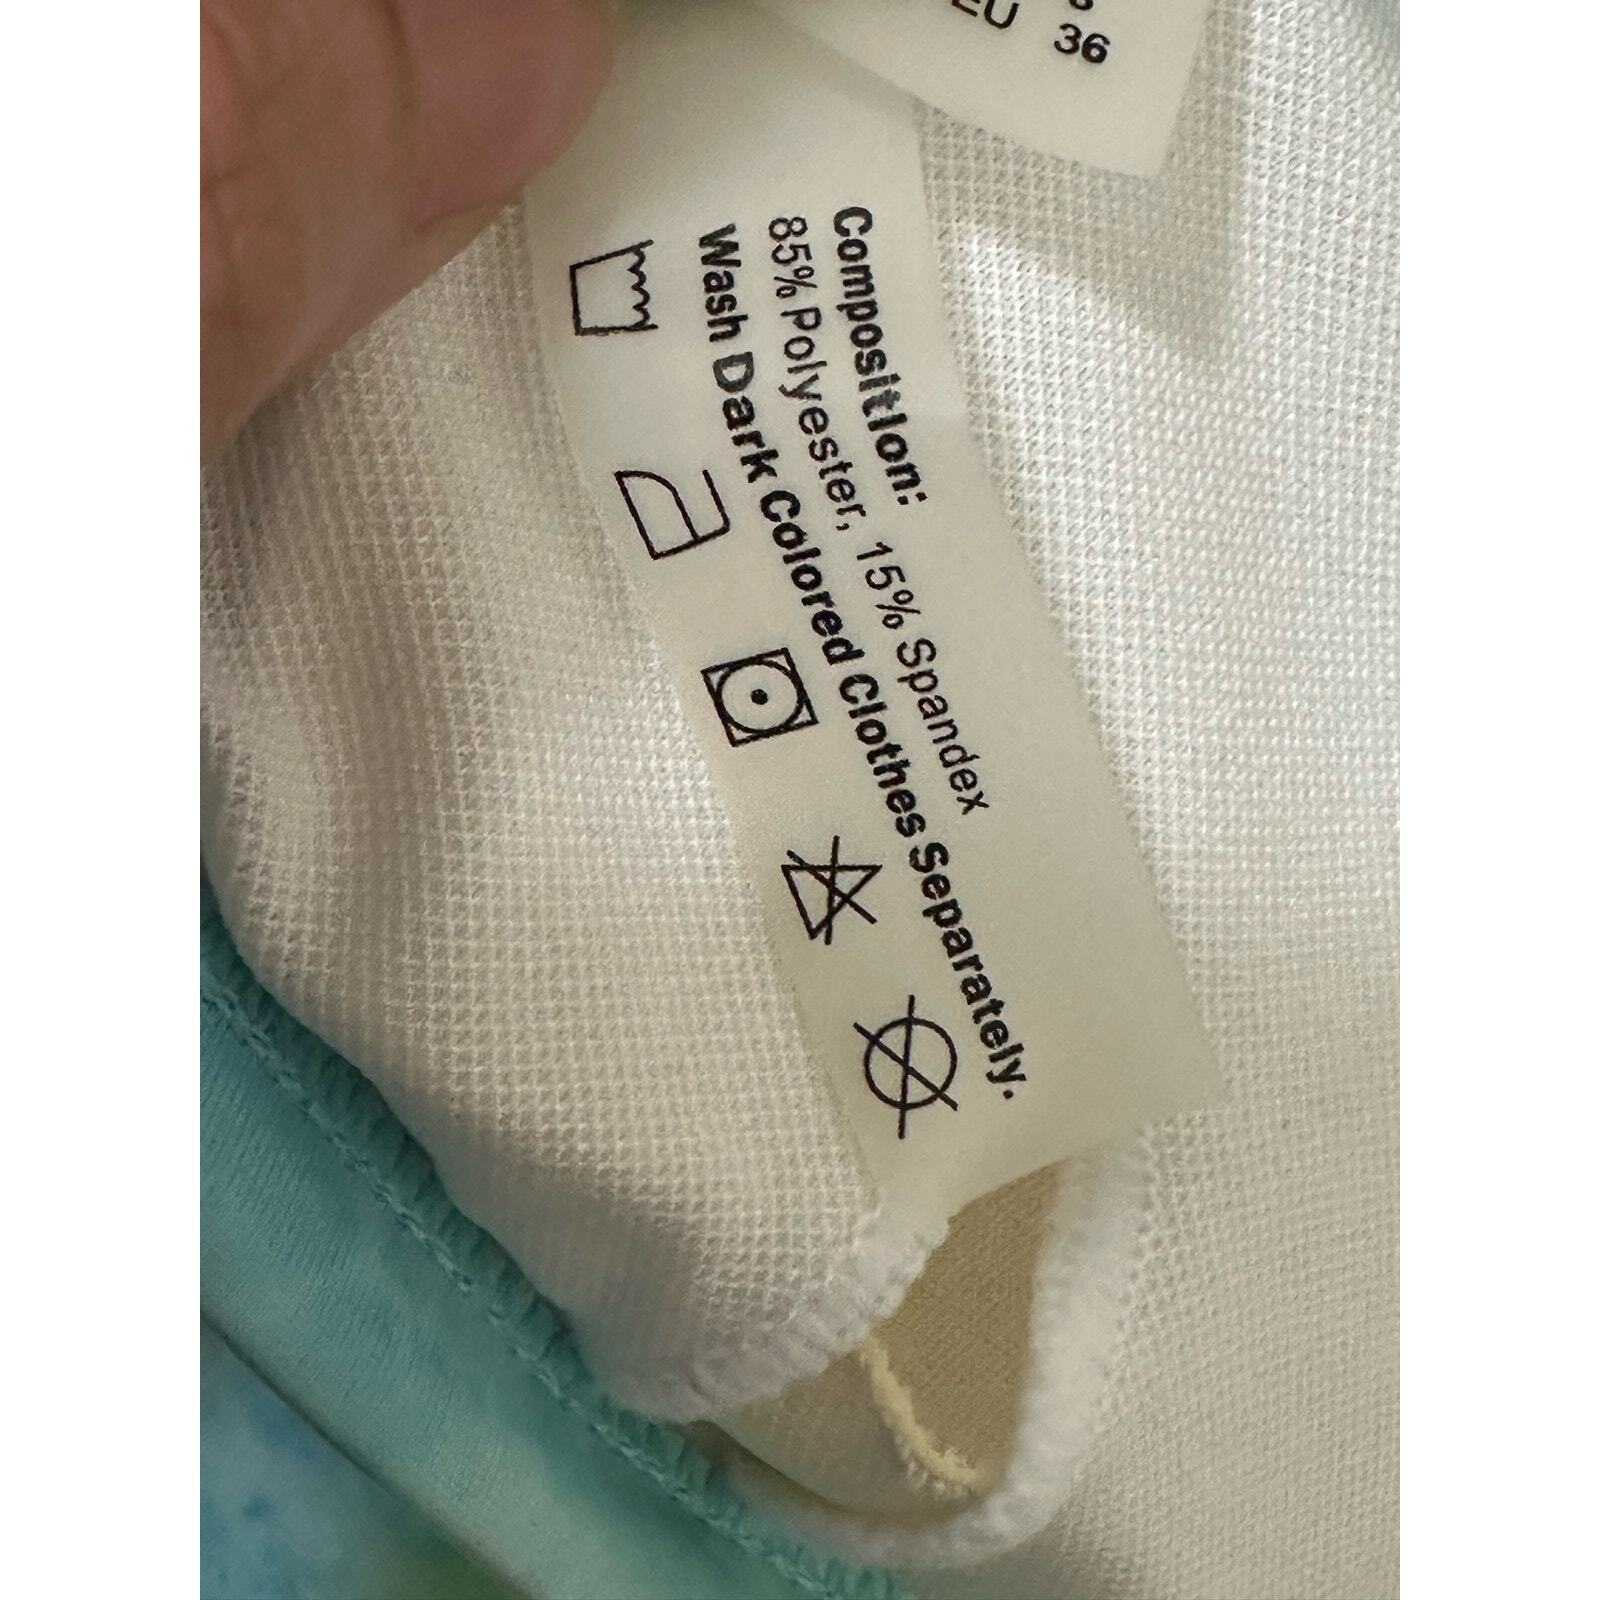 EU 36
Composition:
85% Polyester, 15% Spandex
Wash Dark Colored Clothes Separately.